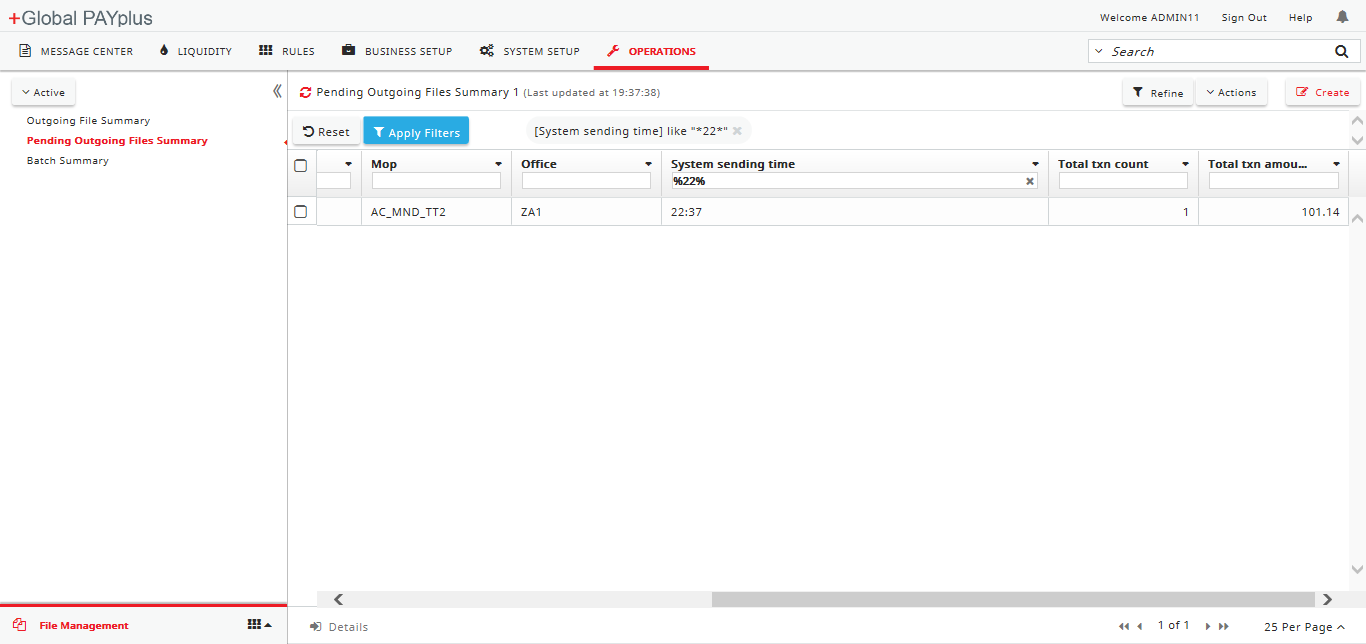 +Global PAYplus
Welcome ADMIN11 Sign Out Help
MESSAGE CENTER LIQUIDITY RULES BUSINESS SETUP SYSTEM SETUP OPERATIONS Search
Active
Outgoing File Summary
Pending Outgoing Files Summary
Batch Summary
Pending Outgoing Files Summary 1 (Last updated at 19:37:38) Refine Actions Create
Reset Apply Filters [System sending time] like "*22*"
Mop Office System sending time Total txn count Total txn amou...
%22%
AC_MND_TT2 ZA1 22:37 1 101.14
File Management
Details 1 of 1 25 Per Page